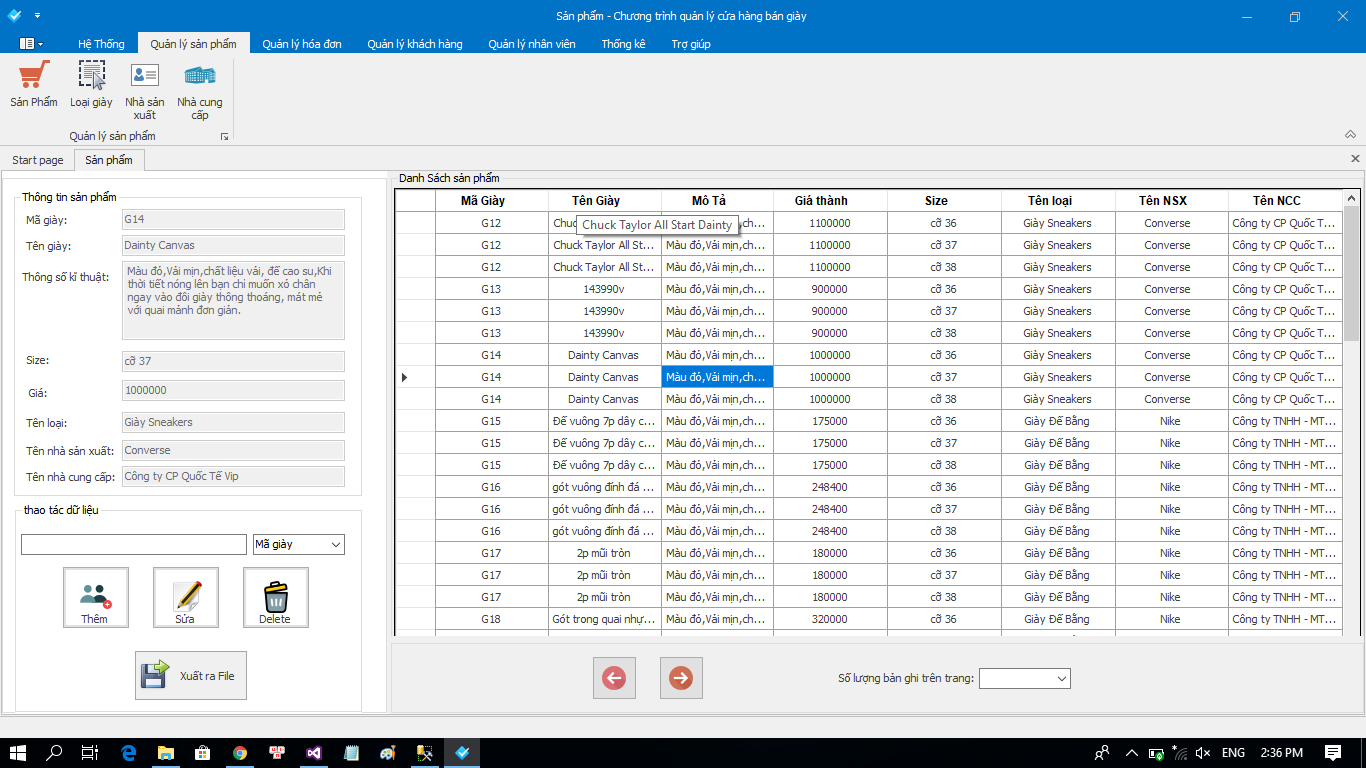 Sản phẩm - Chương trình quản lý cửa hàng bán giày
Hệ Thống Quản lý sản phẩm Quản lý hóa đơn Quản lý khách hàng Quản lý nhân viên Thống kê Trợ giúp
Sản Phẩm Loại giày Nhà sản xuất Nhà cung cấp
Quản lý sản phẩm
Start page Sản phẩm
Thông tin sản phẩm
Mã giày: G14
Tên giày: Dainty Canvas
Thông số kĩ thuật: Màu đỏ,Vải mịn,chất liệu vải, đế cao su,Khi
thời tiết nóng lên bạn chỉ muốn xỏ chân
ngay vào đôi giày thông thoáng, mát mẻ
với quai mảnh đơn giản.
Size: cỡ 37
Giá: 1000000
Tên loại: Giày Sneakers
Tên nhà sản xuất: Converse
Tên nhà cung cấp: Công ty CP Quốc Tế Vip
thao tác dữ liệu
Mã giày
Thêm Sửa Delete
Xuất ra File
Danh Sách sản phẩm
Mã Giày Tên Giày Mô Tả Giá thành Size Tên loại Tên NSX Tên NCC
G12 Chuck Taylor All Start Dainty ch... 1100000 cỡ 36 Giày Sneakers Converse Công ty CP Quốc T...
G12 Chuck Taylor All St... Màu đỏ,Vải mịn,ch... 1100000 cỡ 37 Giày Sneakers Converse Công ty CP Quốc T...
G12 Chuck Taylor All St... Màu đỏ,Vải mịn,ch... 1100000 cỡ 38 Giày Sneakers Converse Công ty CP Quốc T...
G13 143990v Màu đỏ,Vải mịn,ch... 900000 cỡ 36 Giày Sneakers Converse Công ty CP Quốc T...
G13 143990v Màu đỏ,Vải mịn,ch... 900000 cỡ 37 Giày Sneakers Converse Công ty CP Quốc T...
G13 143990v Màu đỏ,Vải mịn,ch... 900000 cỡ 38 Giày Sneakers Converse Công ty CP Quốc T...
G14 Dainty Canvas Màu đỏ,Vải mịn,ch... 1000000 cỡ 36 Giày Sneakers Converse Công ty CP Quốc T...
G14 Dainty Canvas Màu đỏ,Vải mịn,ch... 1000000 cỡ 37 Giày Sneakers Converse Công ty CP Quốc T...
G14 Dainty Canvas Màu đỏ,Vải mịn,ch... 1000000 cỡ 38 Giày Sneakers Converse Công ty CP Quốc T...
G15 Đế vuông 7p dây c... Màu đỏ,Vải mịn,ch... 175000 cỡ 36 Giày Đế Bằng Nike Công ty TNHH - MT...
G15 Đế vuông 7p dây c... Màu đỏ,Vải mịn,ch... 175000 cỡ 37 Giày Đế Bằng Nike Công ty TNHH - MT...
G15 Đế vuông 7p dây c... Màu đỏ,Vải mịn,ch... 175000 cỡ 38 Giày Đế Bằng Nike Công ty TNHH - MT...
G16 gót vuông đính đá ... Màu đỏ,Vải mịn,ch... 248400 cỡ 36 Giày Đế Bằng Nike Công ty TNHH - MT...
G16 gót vuông đính đá ... Màu đỏ,Vải mịn,ch... 248400 cỡ 37 Giày Đế Bằng Nike Công ty TNHH - MT...
G16 gót vuông đính đá ... Màu đỏ,Vải mịn,ch... 248400 cỡ 38 Giày Đế Bằng Nike Công ty TNHH - MT...
G17 2p mũi tròn Màu đỏ,Vải mịn,ch... 180000 cỡ 36 Giày Đế Bằng Nike Công ty TNHH - MT...
G17 2p mũi tròn Màu đỏ,Vải mịn,ch... 180000 cỡ 37 Giày Đế Bằng Nike Công ty TNHH - MT...
G17 2p mũi tròn Màu đỏ,Vải mịn,ch... 180000 cỡ 38 Giày Đế Bằng Nike Công ty TNHH - MT...
G18 Gót trong quai nhự... Màu đỏ,Vải mịn,ch... 320000 cỡ 36 Giày Đế Bằng Nike Công ty TNHH - MT...
Số lượng bản ghi trên trang:
ENG 2:36 PM